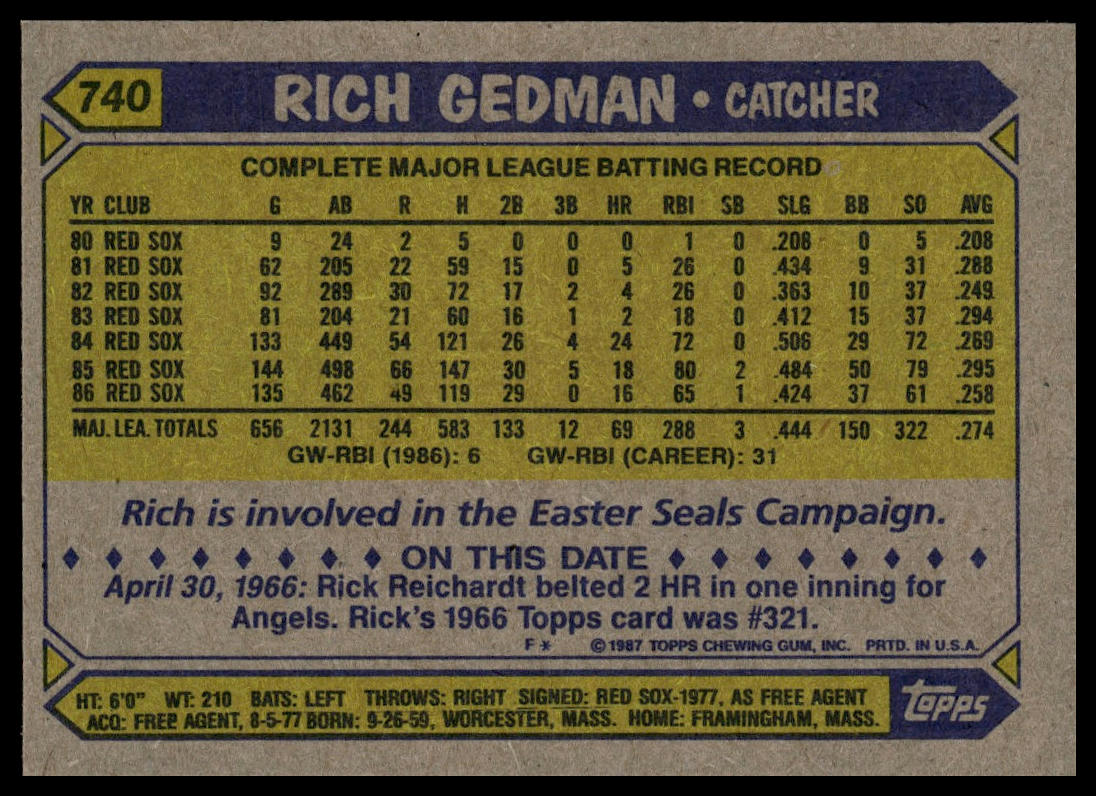 740 RICH GEDMAN • CATCHER
COMPLETE MAJOR LEAGUE BATTING RECORD
YR CLUB G AB R H 2B 3B HR RBI SB SLG BB SO AVG
80 RED SOX 9 24 2 5 0 0 0 1 0 .208 0 5 .208
81 RED SOX 62 205 22 59 15 0 5 26 0 .434 9 31 .288
82 RED SOX 92 289 30 72 17 2 4 26 0 .363 10 37 .249
83 RED SOX 81 204 21 60 16 1 2 18 0 .412 15 37 .294
84 RED SOX 133 449 54 121 26 4 24 72 0 .506 29 72 .269
85 RED SOX 144 498 66 147 30 5 18 80 2 .484 50 79 .295
86 RED SOX 135 462 49 119 29 0 16 65 1 .424 37 61 .258
MAJ. LEA. TOTALS 656 2131 244 583 133 12 69 288 3 .444 150 322 .274
GW-RBI (1986): 6 GW-RBI (CAREER): 31
Rich is involved in the Easter Seals Campaign.
♦ ♦ ♦ ♦ ♦ ♦ ♦ ♦ ON THIS DATE ♦ ♦ ♦ ♦ ♦ ♦ ♦ ♦
April 30, 1966: Rick Reichardt belted 2 HR in one inning for
Angels. Rick's 1966 Topps card was #321.
F * © 1987 TOPPS CHEWING GUM, INC. PRTD. IN U.S.A.
HT: 6'0" WT: 210 BATS: LEFT THROWS: RIGHT SIGNED: RED SOX-1977, AS FREE AGENT
ACQ: FREE AGENT, 8-5-77 BORN: 9-26-59, WORCESTER, MASS. HOME: FRAMINGHAM, MASS.
topps